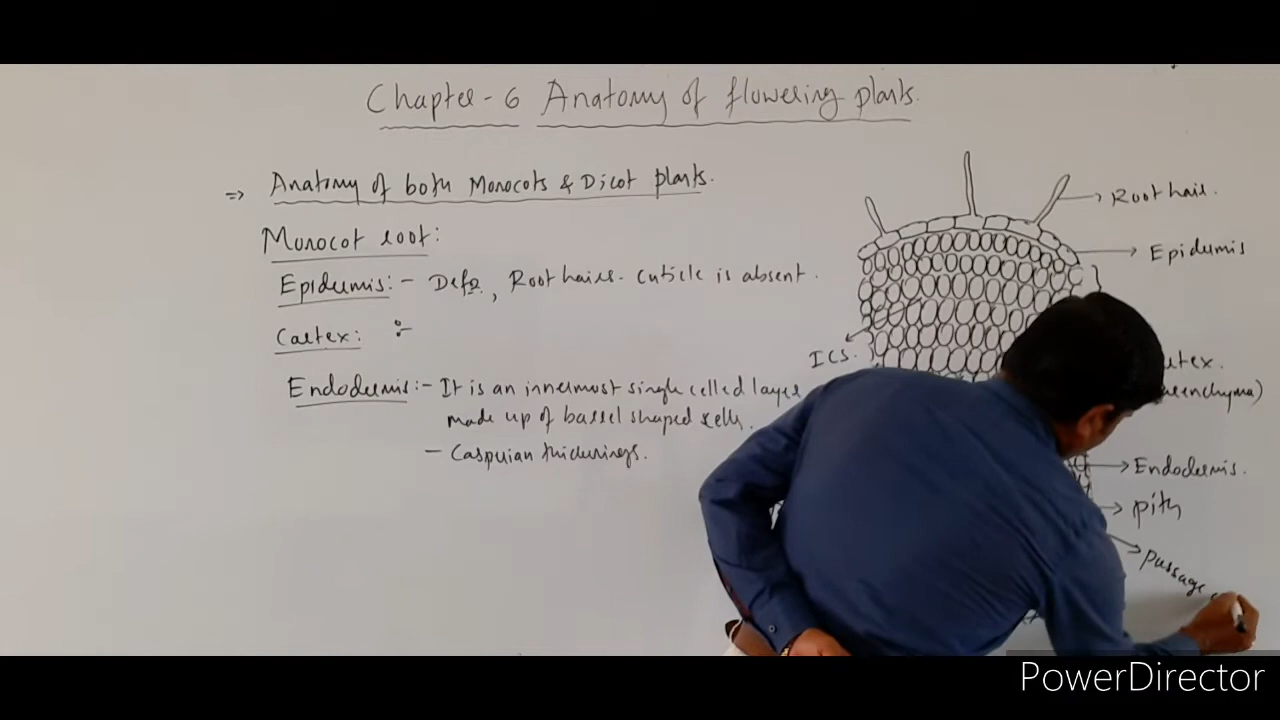 Chapter - 6 Anatomy of flowering plants.
⇒ Anatomy of both Monocots & Dicot plants.
Monocot root:
Epidermis: - Defn, Root hairs. Cuticle is absent.
Cortex: :-
Endodermis: - It is an innermost single celled layer
made up of barrel shaped cells.
- Casparian thickenings.
Root hair.
Epidermis
ICS.
Endodermis.
pith
passage
PowerDirector